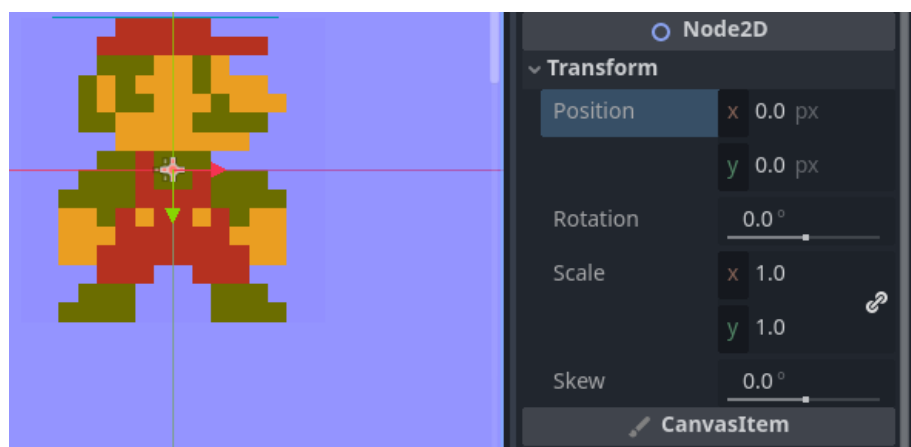 Node2D
Transform
Position x 0.0 px
y 0.0 px
Rotation 0.0 °
Scale x 1.0
y 1.0
Skew 0.0 °
CanvasItem